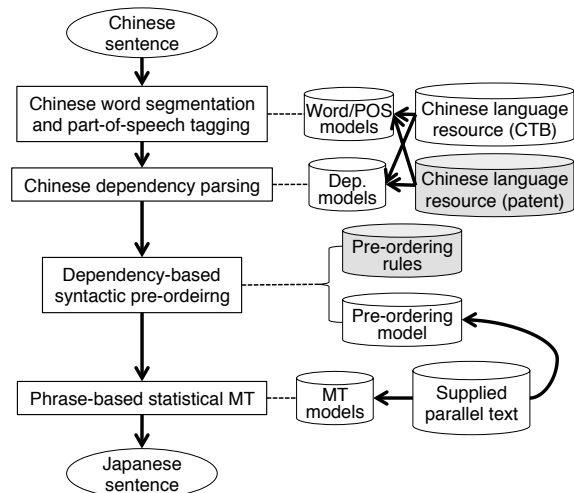 Chinese
sentence
Chinese word segmentation
and part-of-speech tagging
Word/POS
models
Chinese language
resource (CTB)
Chinese dependency parsing
Dep.
models
Chinese language
resource (patent)
Dependency-based
syntactic pre-ordeirng
Pre-ordering
rules
Pre-ordering
model
Phrase-based statistical MT
MT
models
Supplied
parallel text
Japanese
sentence